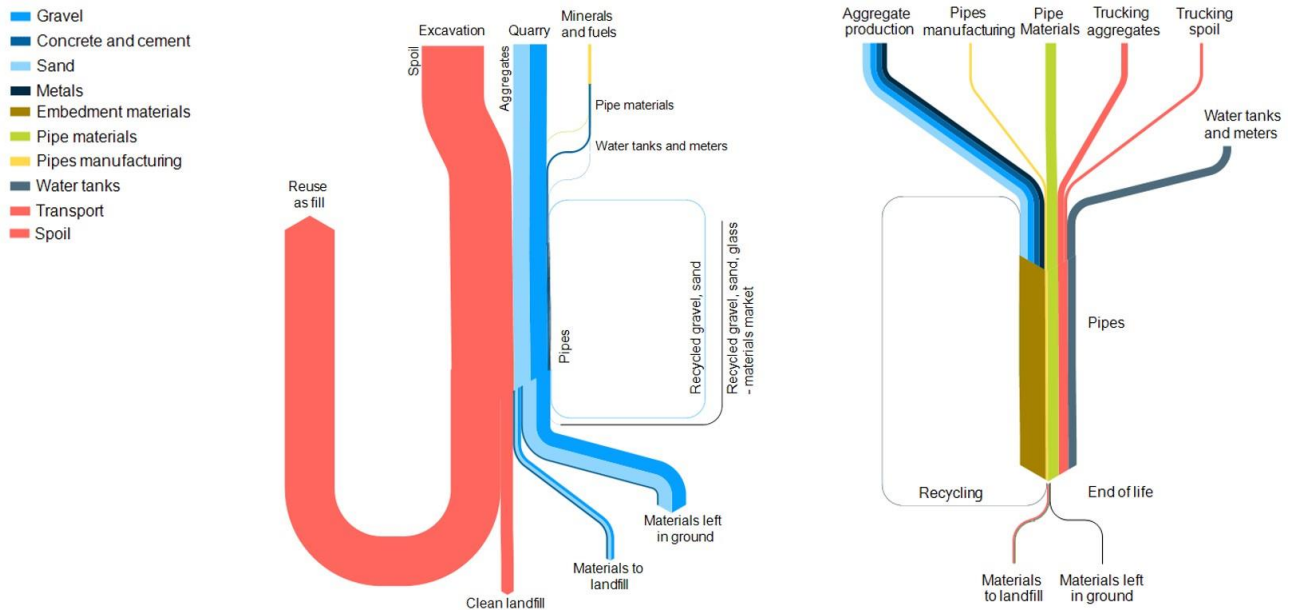 Gravel
Concrete and cement
Sand
Metals
Embedment materials
Pipe materials
Pipes manufacturing
Water tanks
Transport
Spoil
Excavation
Quarry
Minerals
and fuels
Spoil
Aggregates
Pipe materials
Water tanks and meters
Reuse
as fill
Pipes
Recycled gravel, sand
Recycled gravel, sand, glass
- materials market
Materials left
in ground
Materials to
landfill
Clean landfill
Aggregate
production
Pipes
manufacturing
Pipe
Materials
Trucking
aggregates
Trucking
spoil
Water tanks
and meters
Pipes
Recycling
End of life
Materials
to landfill
Materials left
in ground